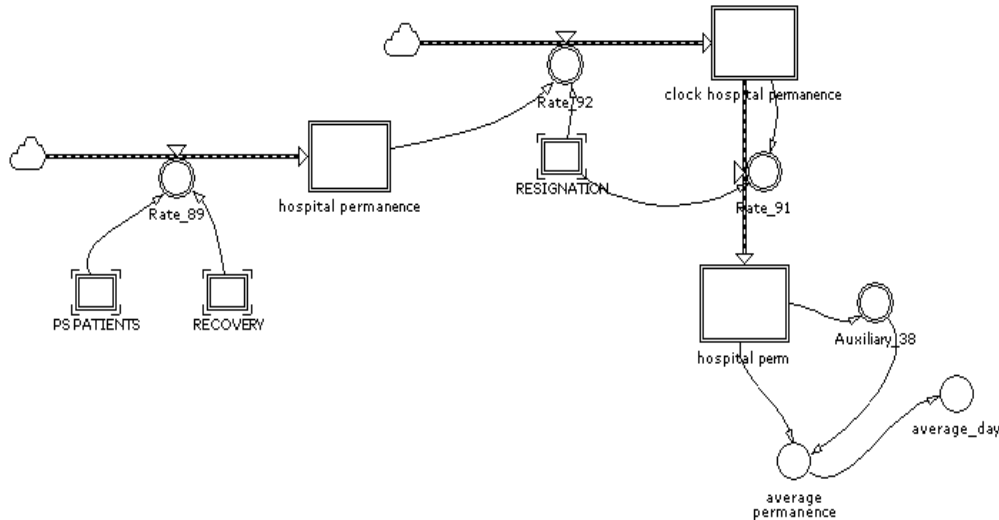 Rate_92
clock hospital permanence
RESIGNATION
Rate_91
hospital permanence
Rate_89
PS PATIENTS
RECOVERY
hospital perm
Auxiliary_38
average_day
average
permanence